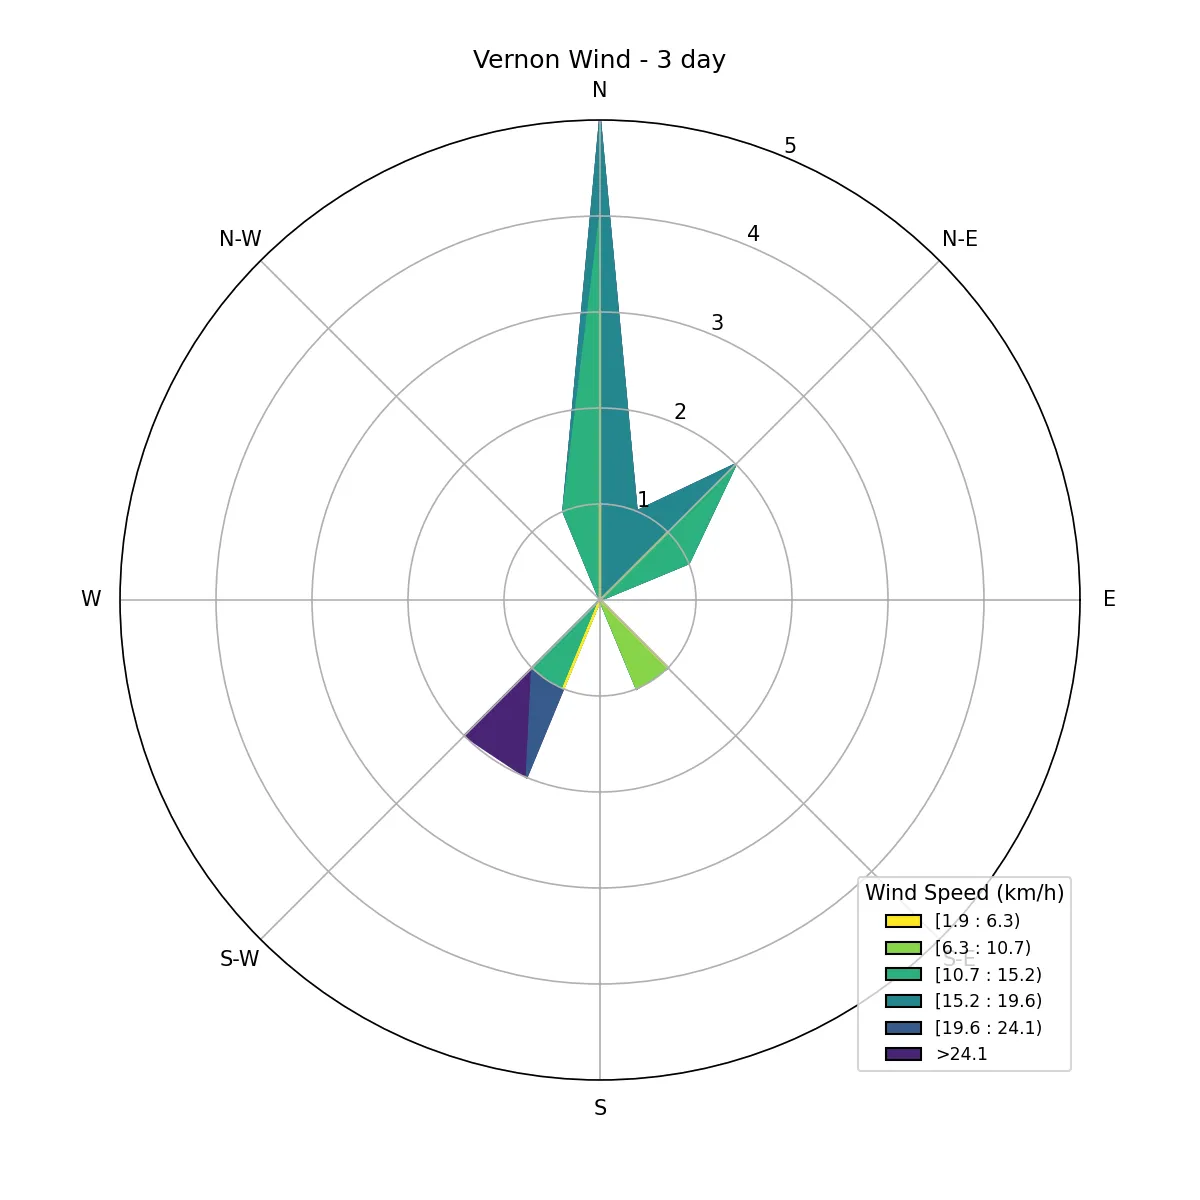 Vernon Wind - 3 day
N
5
N-W
N-E
4
3
2
1
W
E
Wind Speed (km/h)
[1.9 : 6.3)
[6.3 : 10.7)
S-W
S-E
[10.7 : 15.2)
[15.2 : 19.6)
[19.6 : 24.1)
>24.1
S